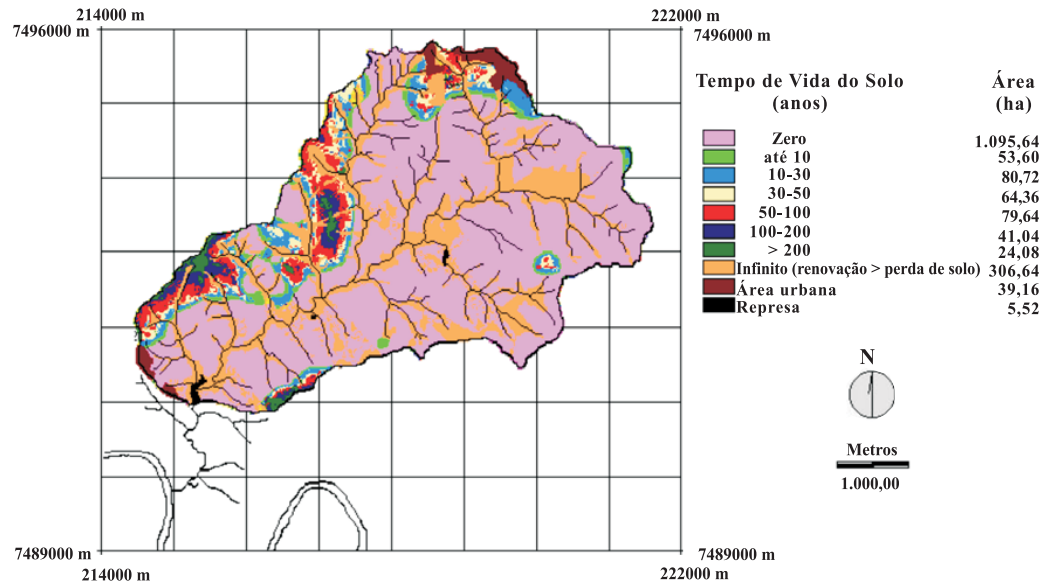 214000 m
222000 m
7496000 m
7496000 m
Tempo de Vida do Solo
(anos)
Área
(ha)
Zero 1.095,64
até 10 53,60
10-30 80,72
30-50 64,36
50-100 79,64
100-200 41,04
> 200 24,08
Infinito (renovação > perda de solo) 306,64
Área urbana 39,16
Represa 5,52
N
Metros
1.000,00
7489000 m
7489000 m
214000 m
222000 m